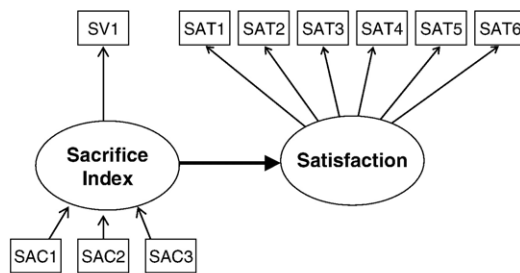 SV1
SAT1 SAT2 SAT3 SAT4 SAT5 SAT6
Sacrifice
Index
Satisfaction
SAC1 SAC2 SAC3